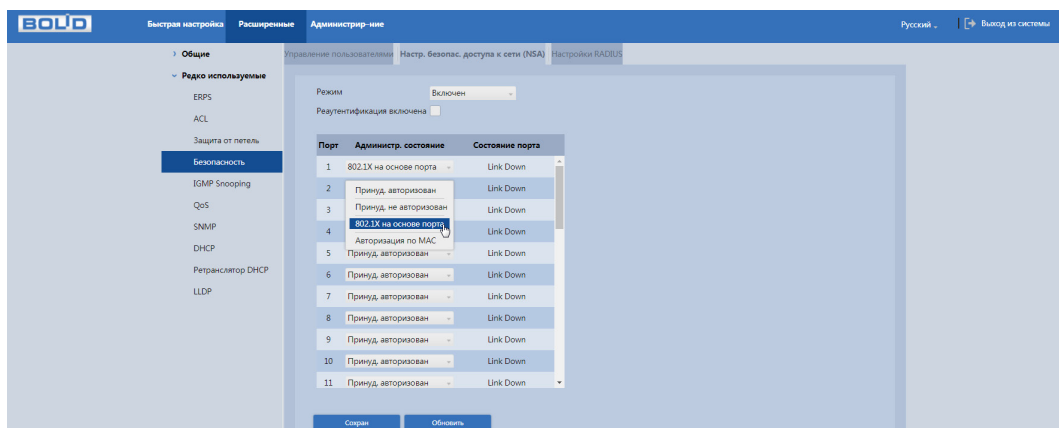 BOLID Быстрая настройка Расширенные Администрир-ние Русский Выход из системы
Общие
Редко используемые
ERPS
ACL
Защита от петель
Безопасность
IGMP Snooping
QoS
SNMP
DHCP
Ретранслятор DHCP
LLDP
Управление пользователями Настр. безопас. доступа к сети (NSA) Настройки RADIUS
Режим Включен
Реаутентификация включена
Порт Администр. состояние Состояние порта
1 802.1X на основе порта Link Down
2 Link Down
3 Link Down
4 Link Down
Принуд. авторизован
Принуд. не авторизован
802.1X на основе порта
Авторизация по MAC
5 Принуд. авторизован Link Down
6 Принуд. авторизован Link Down
7 Принуд. авторизован Link Down
8 Принуд. авторизован Link Down
9 Принуд. авторизован Link Down
10 Принуд. авторизован Link Down
11 Принуд. авторизован Link Down
Сохран Обновить